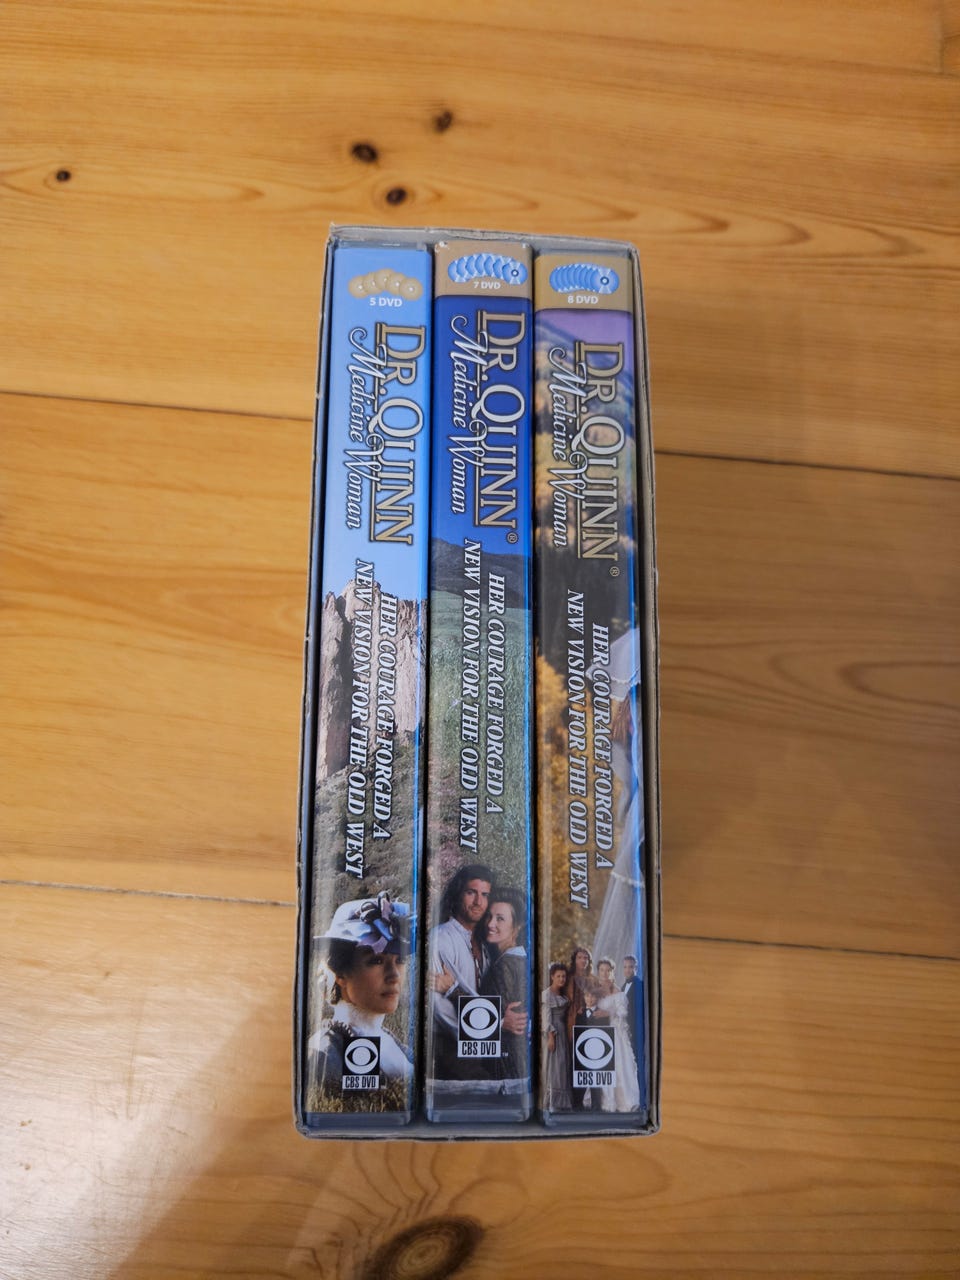 5 DVD
DR. QUINN
Medicine Woman
HER COURAGE FORGED A
NEW VISION FOR THE OLD WEST
CBS DVD
7 DVD
DR. QUINN®
Medicine Woman
HER COURAGE FORGED A
NEW VISION FOR THE OLD WEST
CBS DVD™
8 DVD
DR. QUINN®
Medicine Woman
HER COURAGE FORGED A
NEW VISION FOR THE OLD WEST
CBS DVD